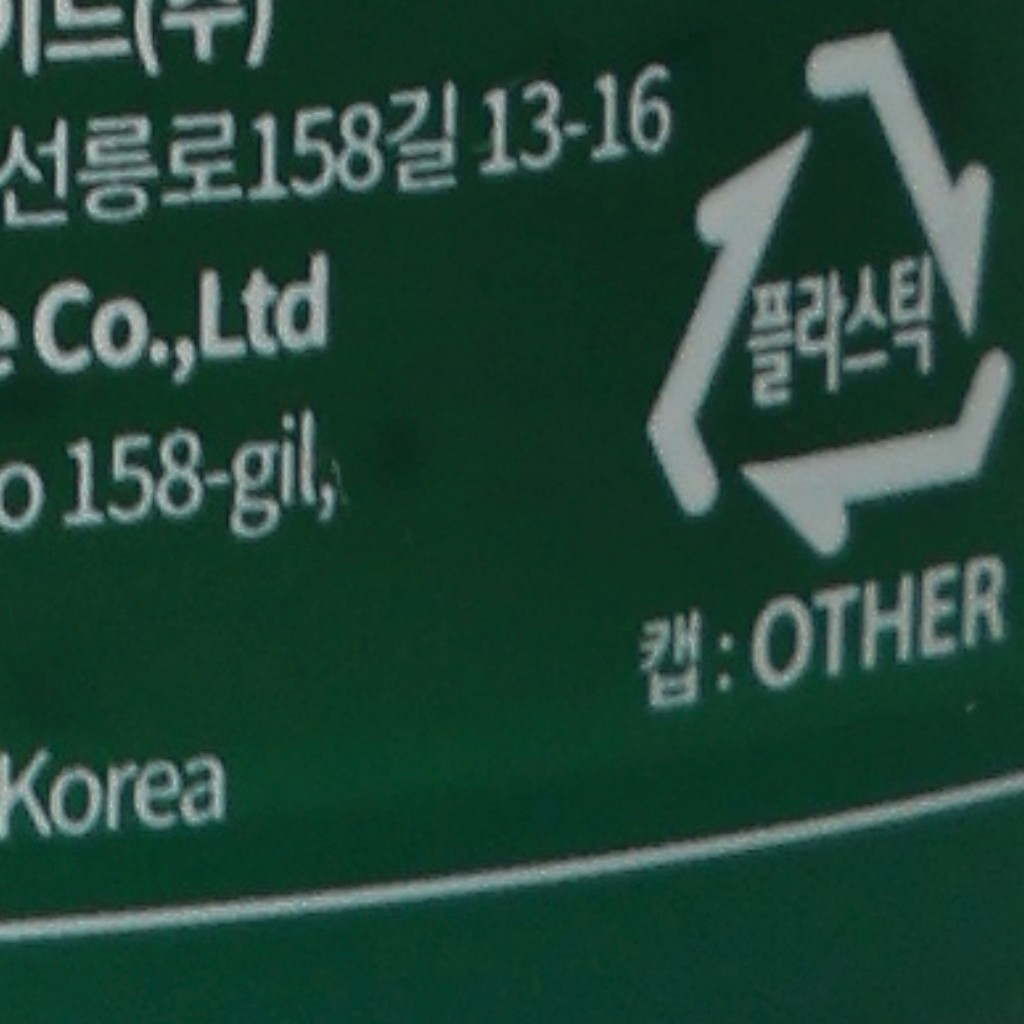 이드(주)
선릉로158길 13-16
e Co.,Ltd
o 158-gil,
Korea
플라스틱
캡 : OTHER